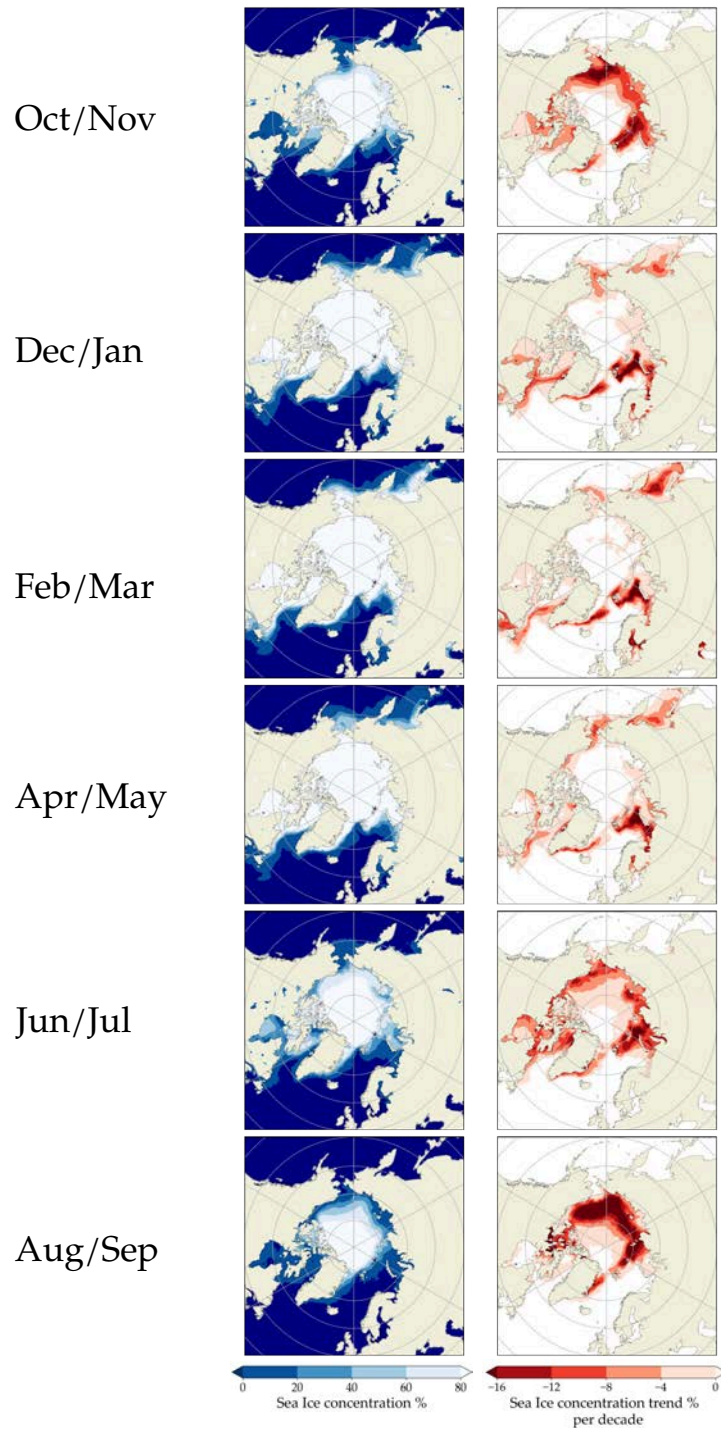 Oct/Nov
Dec/Jan
Feb/Mar
Apr/May
Jun/Jul
Aug/Sep
0 20 40 60 80
Sea Ice concentration %
−16 −12 −8 −4 0
Sea Ice concentration trend %
per decade